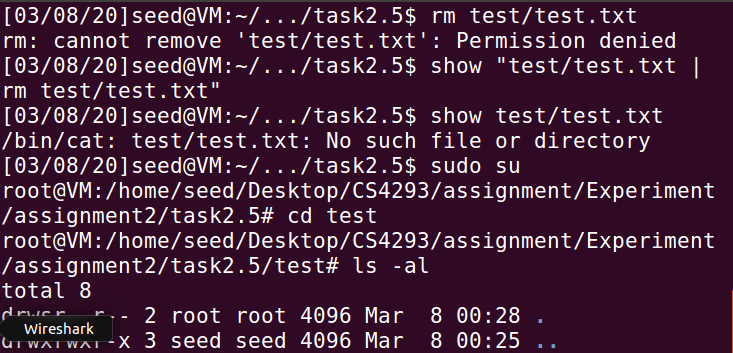 [03/08/20]seed@VM:~/.../task2.5$ rm test/test.txt
rm: cannot remove 'test/test.txt': Permission denied
[03/08/20]seed@VM:~/.../task2.5$ show "test/test.txt |
rm test/test.txt"
[03/08/20]seed@VM:~/.../task2.5$ show test/test.txt
/bin/cat: test/test.txt: No such file or directory
[03/08/20]seed@VM:~/.../task2.5$ sudo su
root@VM:/home/seed/Desktop/CS4293/assignment/Experiment
/assignment2/task2.5# cd test
root@VM:/home/seed/Desktop/CS4293/assignment/Experiment
/assignment2/task2.5/test# ls -al
total 8
2 root root 4096 Mar  8 00:28 .
Wireshark
3 seed seed 4096 Mar  8 00:25 ..